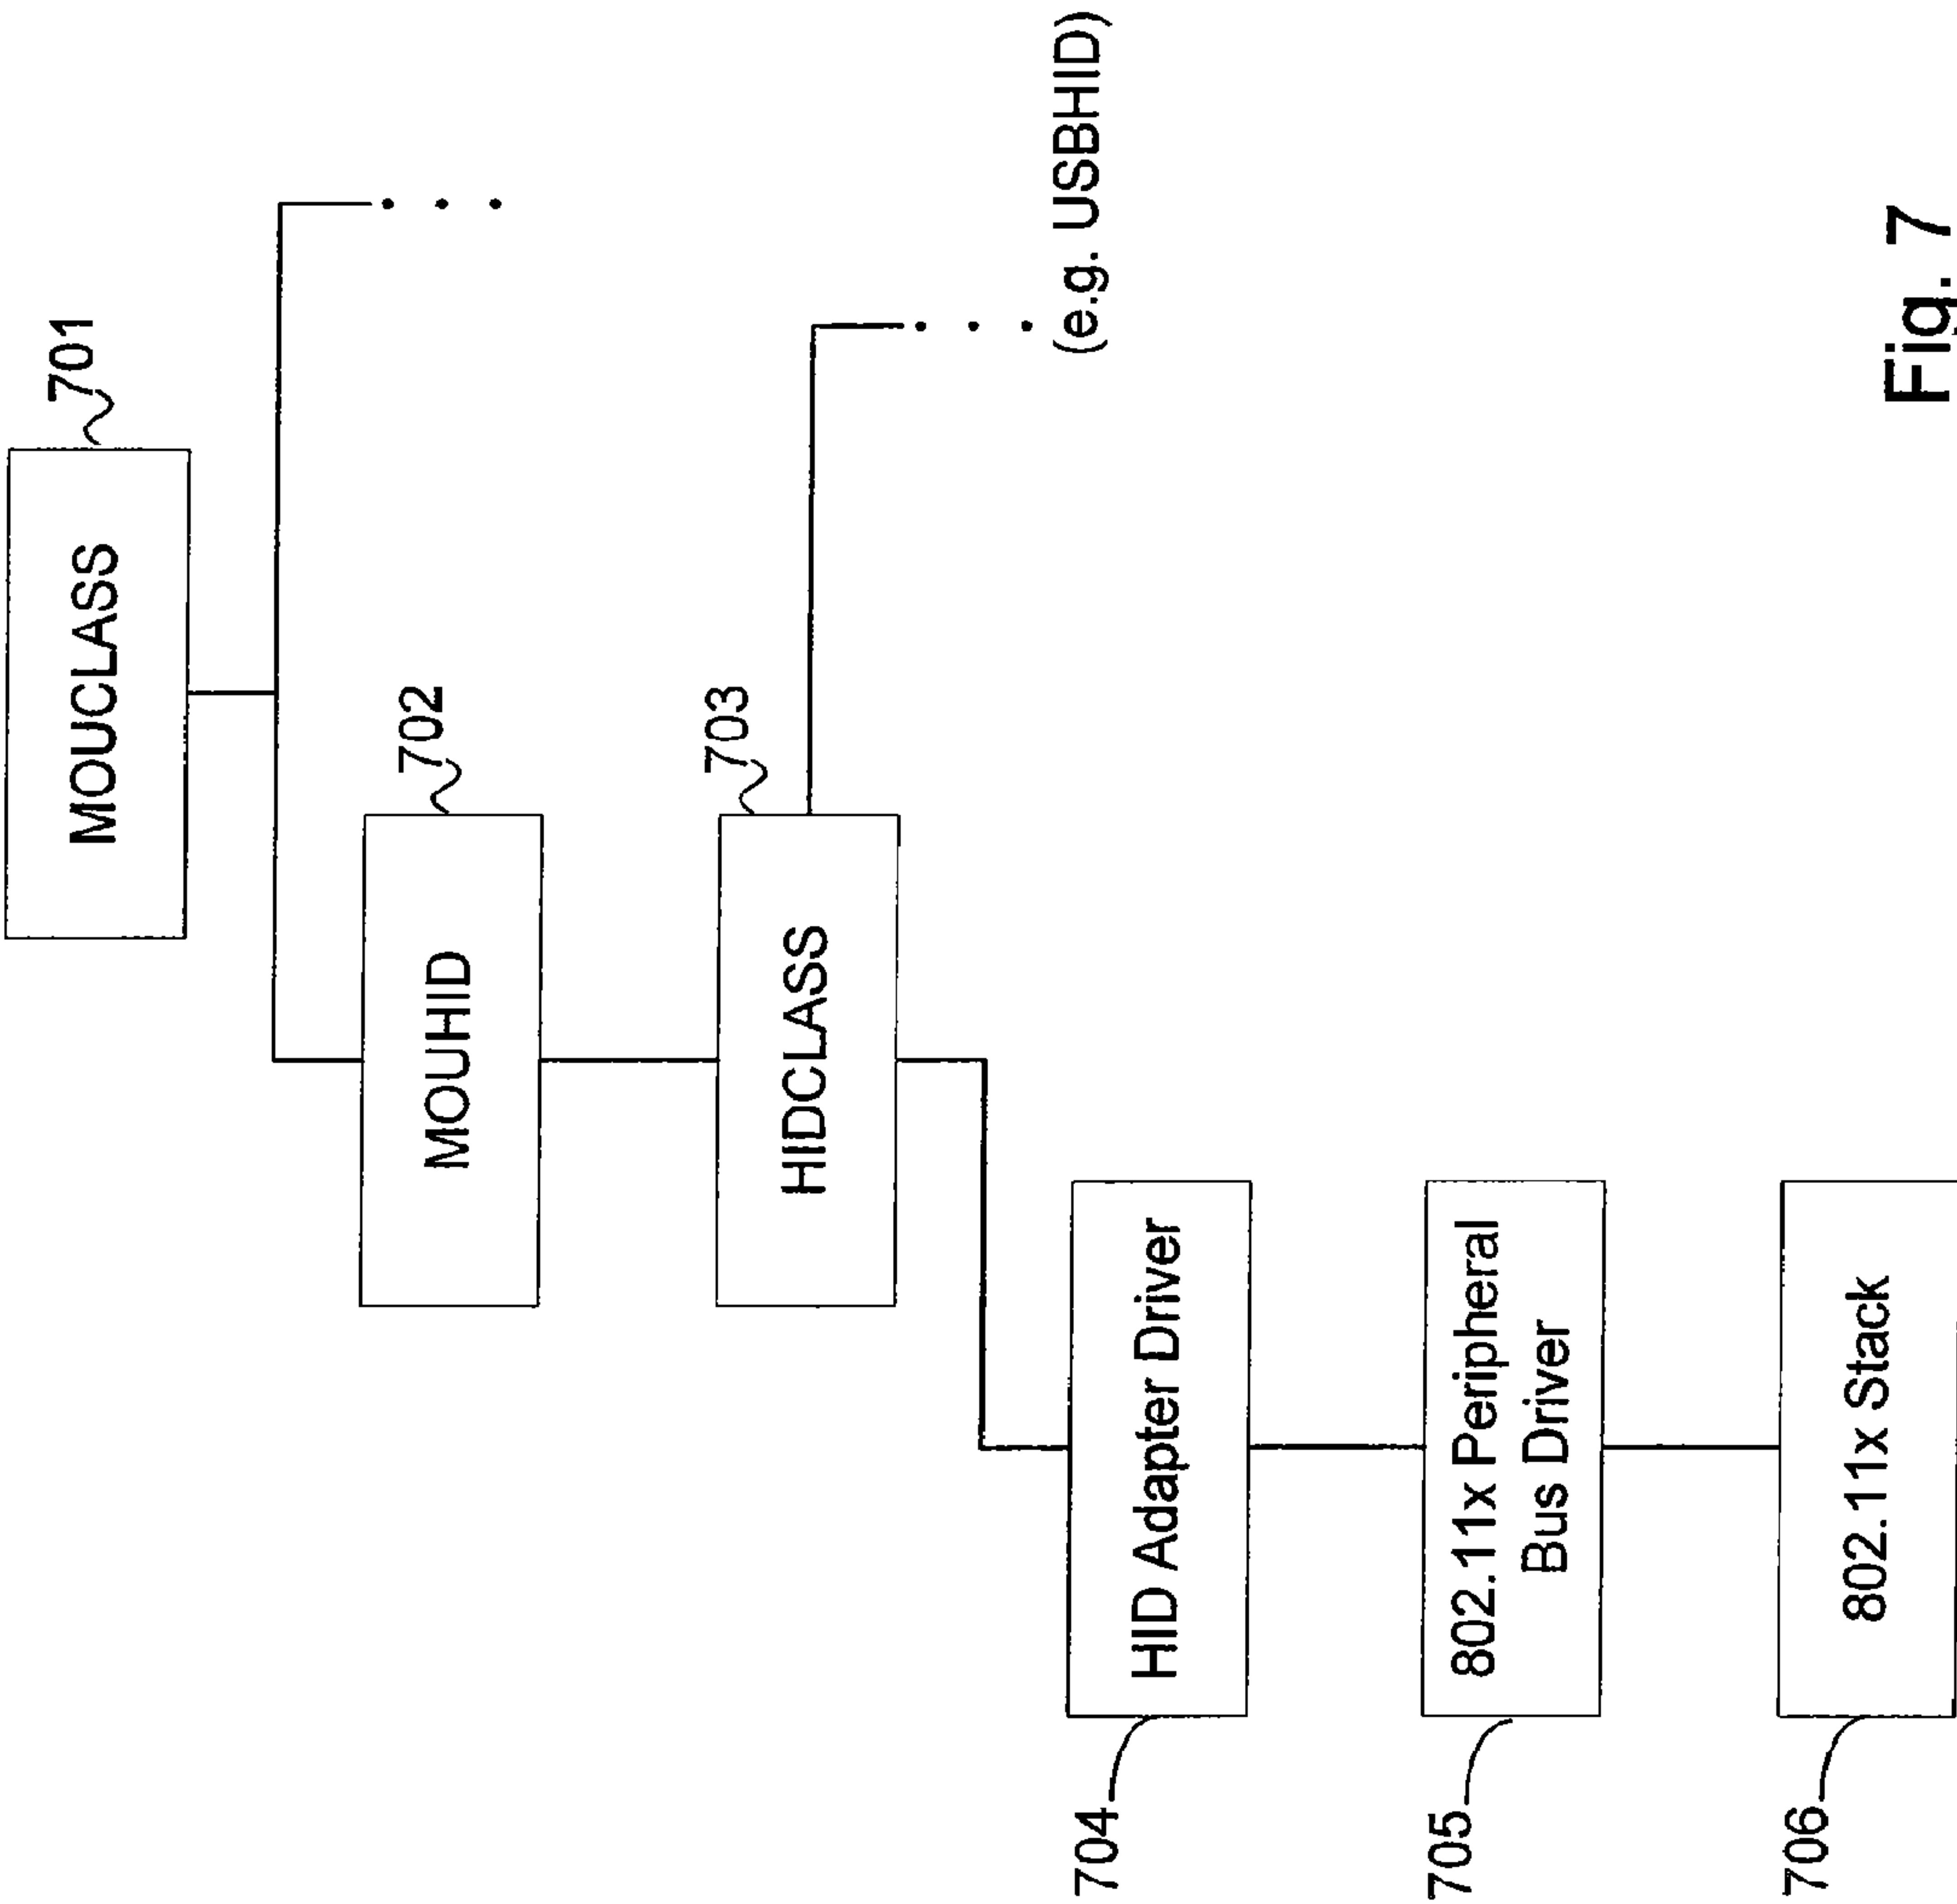 MOUCLASS
701
MOUHID
702
HIDCLASS
703
(e.g. USBHID)
704
HID Adapter Driver
705
802.11x Peripheral
Bus Driver
706
802.11x Stack
Fig. 7